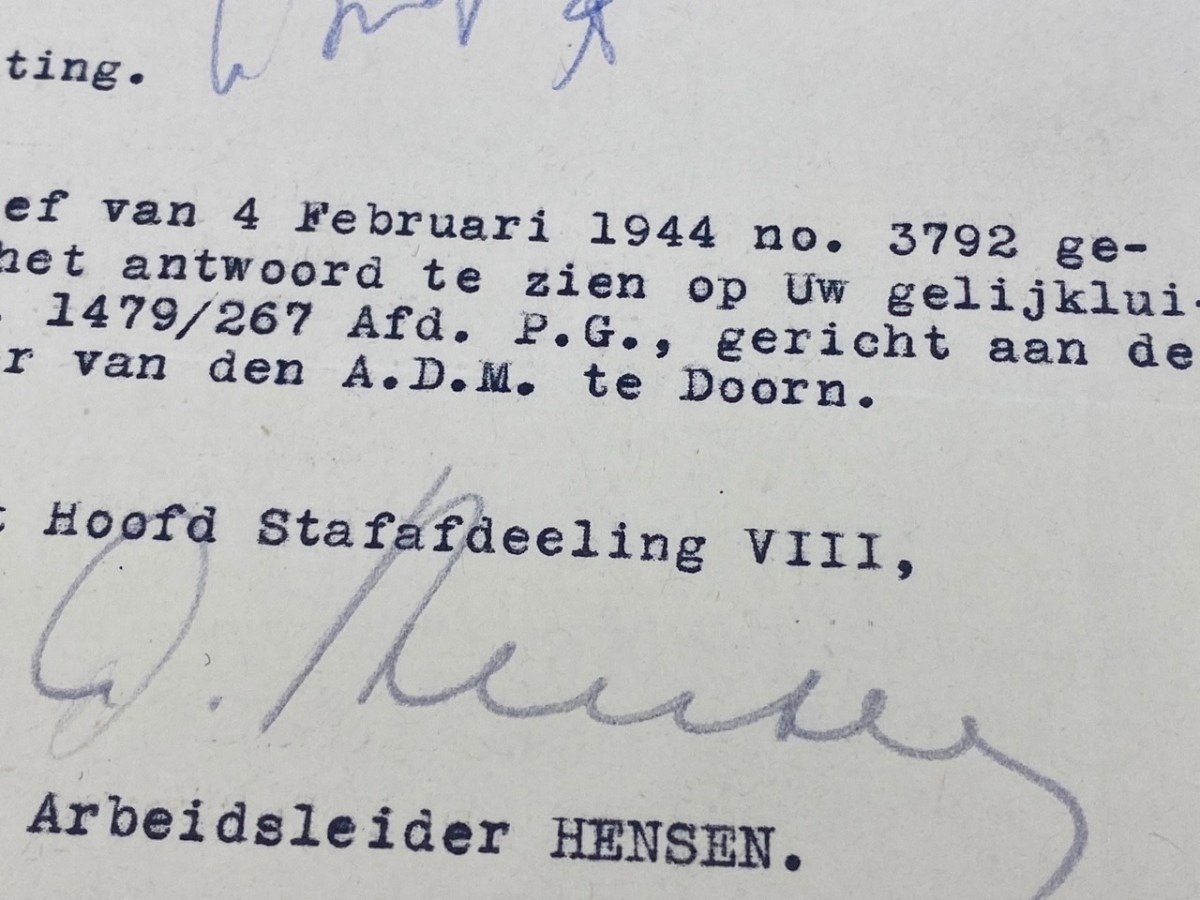 ting.
ef van 4 Februari 1944 no. 3792 ge-
het antwoord te zien op Uw gelijklui-
. 1479/267 Afd. P.G., gericht aan de
r van den A.D.M. te Doorn.
t Hoofd Stafafdeeling VIII,
Hensen
Arbeidsleider HENSEN.